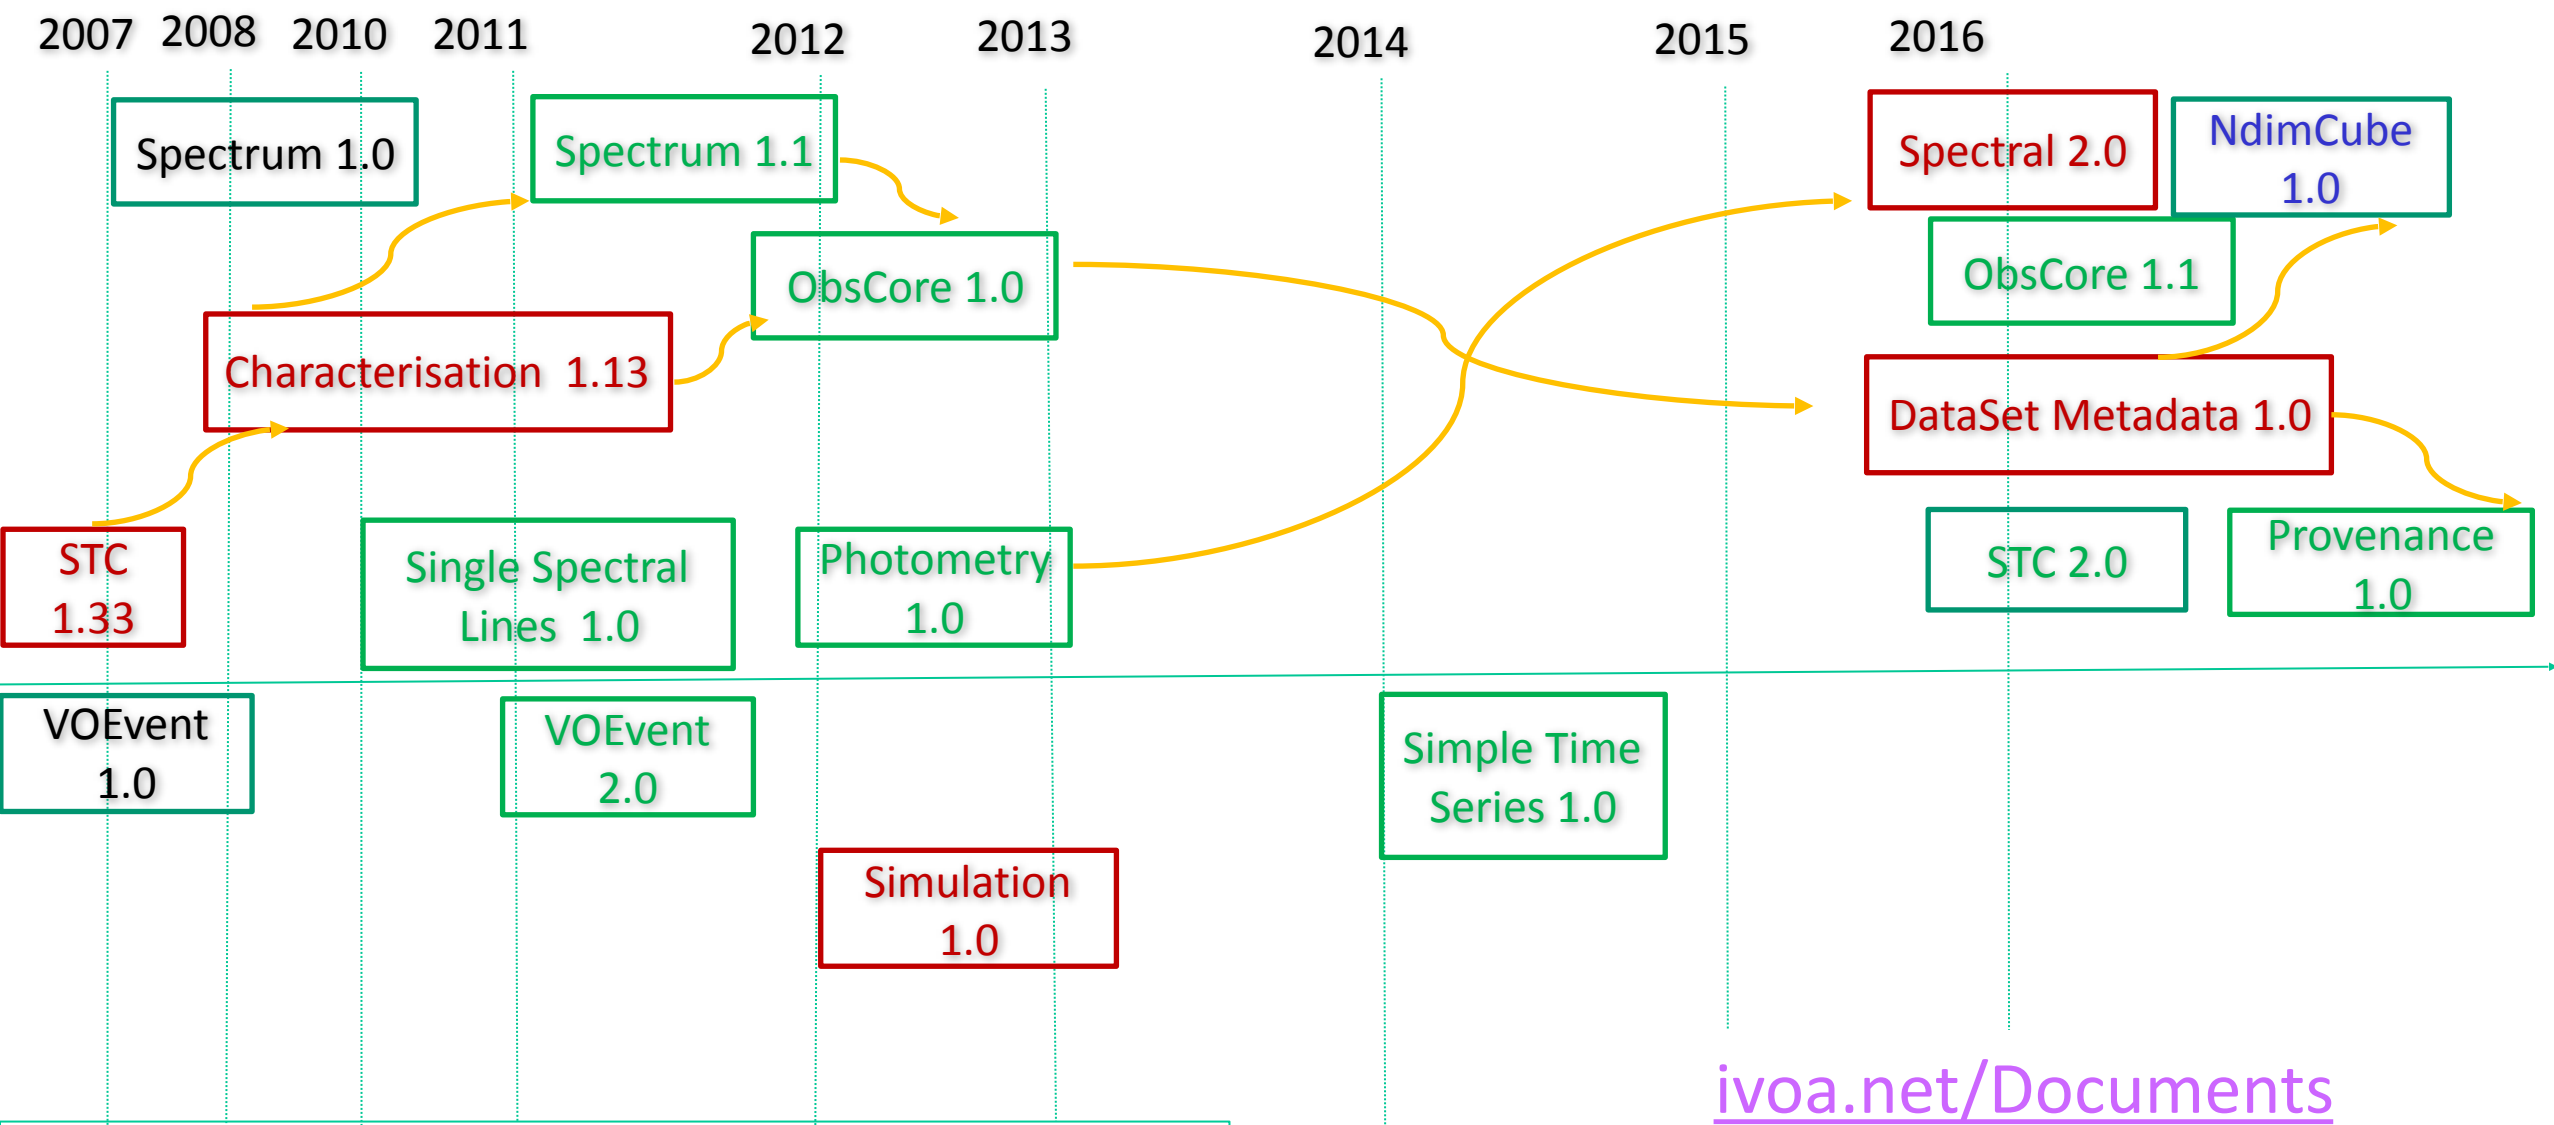 2007 2008 2010 2011 2012 2013 2014 2015 2016
Spectrum 1.0
Spectrum 1.1
Spectral 2.0
NdimCube
1.0
ObsCore 1.0
ObsCore 1.1
Characterisation 1.13
DataSet Metadata 1.0
STC
1.33
Single Spectral
Lines 1.0
Photometry
1.0
STC 2.0
Provenance
1.0
VOEvent
1.0
VOEvent
2.0
Simple Time
Series 1.0
Simulation
1.0
ivoa.net/Documents